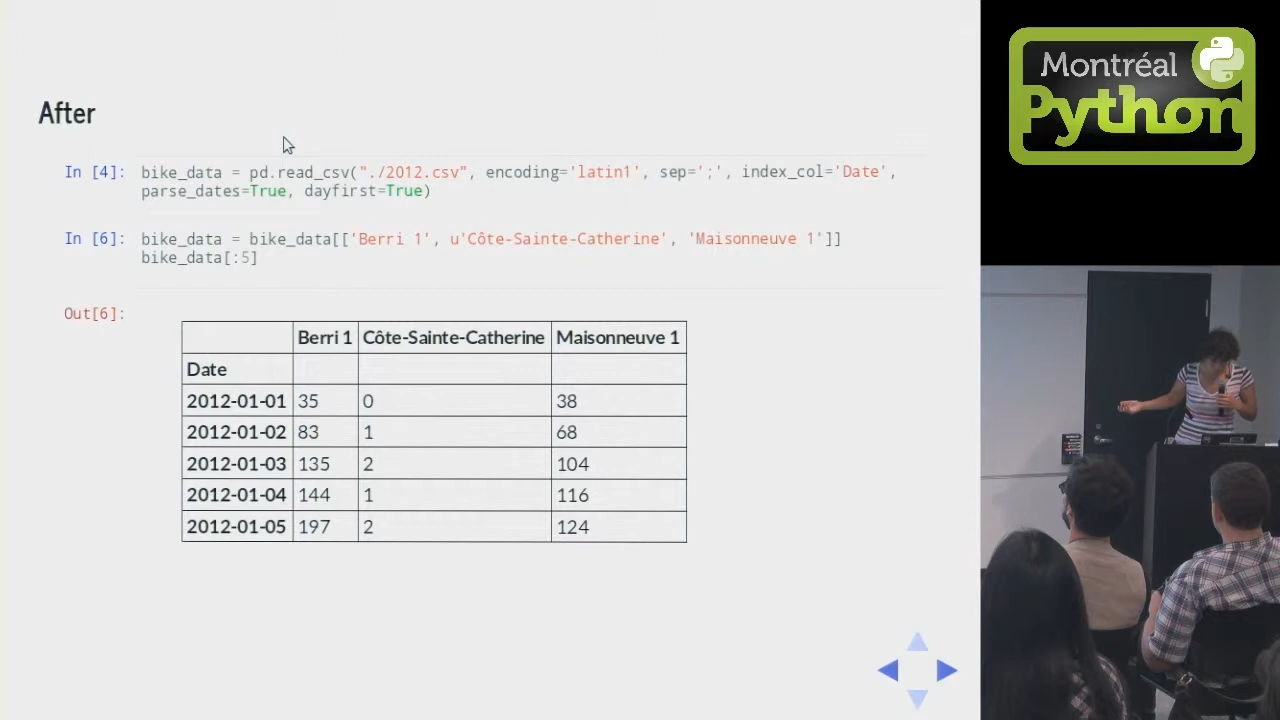 After
In [4]: bike_data = pd.read_csv("./2012.csv", encoding='latin1', sep=';', index_col='Date',
parse_dates=True, dayfirst=True)
In [6]: bike_data = bike_data[['Berri 1', u'Côte-Sainte-Catherine', 'Maisonneuve 1']]
bike_data[:5]
Out[6]:
Berri 1 Côte-Sainte-Catherine Maisonneuve 1
Date
2012-01-01 35 0 38
2012-01-02 83 1 68
2012-01-03 135 2 104
2012-01-04 144 1 116
2012-01-05 197 2 124
Montréal
Python